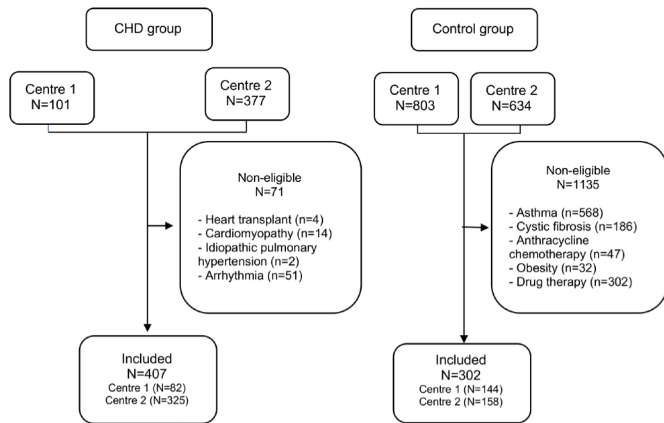 CHD group
Centre 1
N=101
Centre 2
N=377
Non-eligible
N=71
- Heart transplant (n=4)
- Cardiomyopathy (n=14)
- Idiopathic pulmonary
hypertension (n=2)
- Arrhythmia (n=51)
Included
N=407
Centre 1 (N=82)
Centre 2 (N=325)
Control group
Centre 1
N=803
Centre 2
N=634
Non-eligible
N=1135
- Asthma (n=568)
- Cystic fibrosis (n=186)
- Anthracycline
chemotherapy (n=47)
- Obesity (n=32)
- Drug therapy (n=302)
Included
N=302
Centre 1 (N=144)
Centre 2 (N=158)